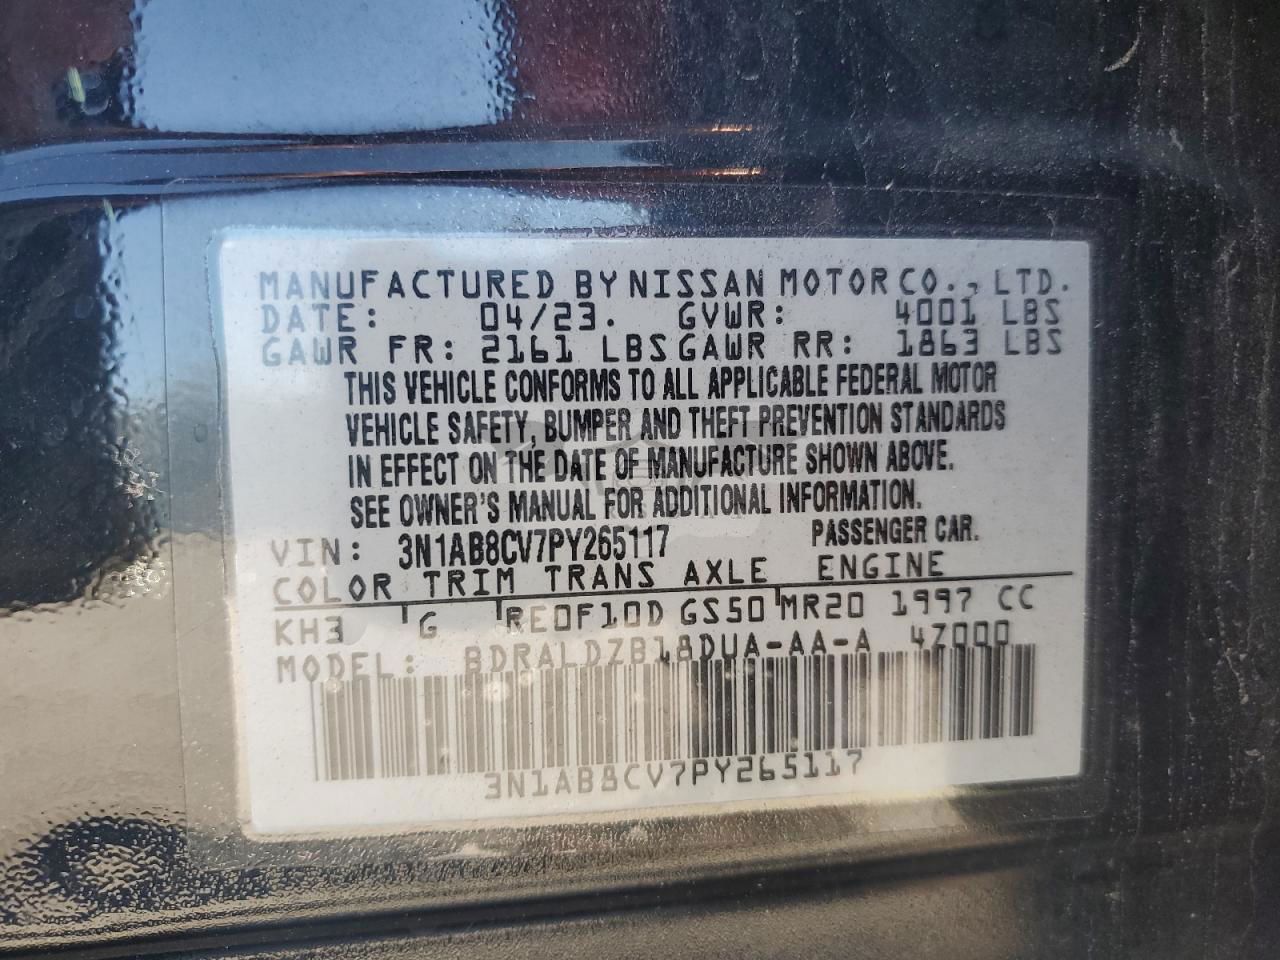 MANUFACTURED BY NISSAN MOTOR CO., LTD.
DATE: 04/23. GVWR: 4001 LBS
GAWR FR: 2161 LBS GAWR RR: 1863 LBS
THIS VEHICLE CONFORMS TO ALL APPLICABLE FEDERAL MOTOR
VEHICLE SAFETY, BUMPER AND THEFT PREVENTION STANDARDS
IN EFFECT ON THE DATE OF MANUFACTURE SHOWN ABOVE.
SEE OWNER'S MANUAL FOR ADDITIONAL INFORMATION.
VIN: 3N1AB8CV7PY265117 PASSENGER CAR.
COLOR TRIM TRANS AXLE ENGINE
KH3 G RE0F10D GS50 MR20 1997 CC
MODEL: BDRALDZB18DUA-AA-A 4Z000
3N1AB8CV7PY265117